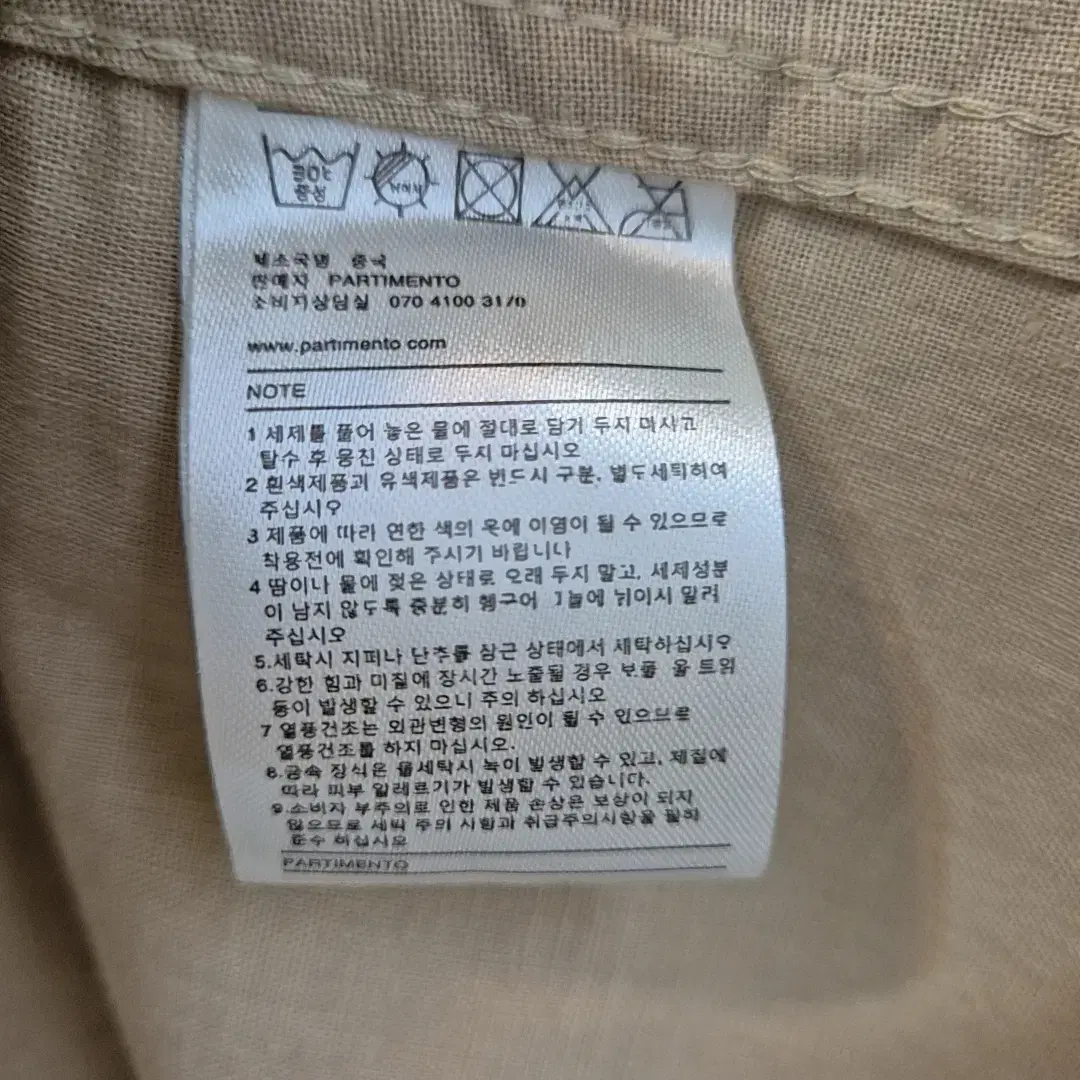 중성
뉘어서
제조국명 중국
판매자 PARTIMENTO
소비자상담실 070 4100 3170
www.partimento com
NOTE
1 세제를 풀어 놓은 물에 절대로 담거 두지 마시고
탈수 후 뭉친 상태로 두지 마십시오
2 흰색제품과 유색제품은 반드시 구분, 별도세탁하여
주십시오
3 제품에 따라 연한 색의 옷에 이염이 될 수 있으므로
착용전에 확인해 주시기 바립니나
4 땀이나 물에 젖은 상태로 오래 두지 말고, 세제성분
이 남지 않도록 충분히 헹구어 그늘에 뉘이시 말려
주십시오
5.세탁시 지퍼나 단추를 잠근 상태에서 세탁하십시오
6.강한 힘과 마찰에 장시간 노출될 경우 보풀 올 트임
등이 발생할 수 있으니 주의 하십시오
7 열풍건조는 외관변형의 원인이 될 수 있으므로
열풍건조를 하지 마십시오.
8.금속 장식은 물세탁시 녹이 발생할 수 있고, 체질에
따라 피부 알레르기가 발생할 수 있습니다.
9.소비자 부주의로 인한 제품 손상은 보상이 되지
않으므로 세탁 주의 사항과 취급주의사항을 필히
준수 하십시오
PARTIMENTO